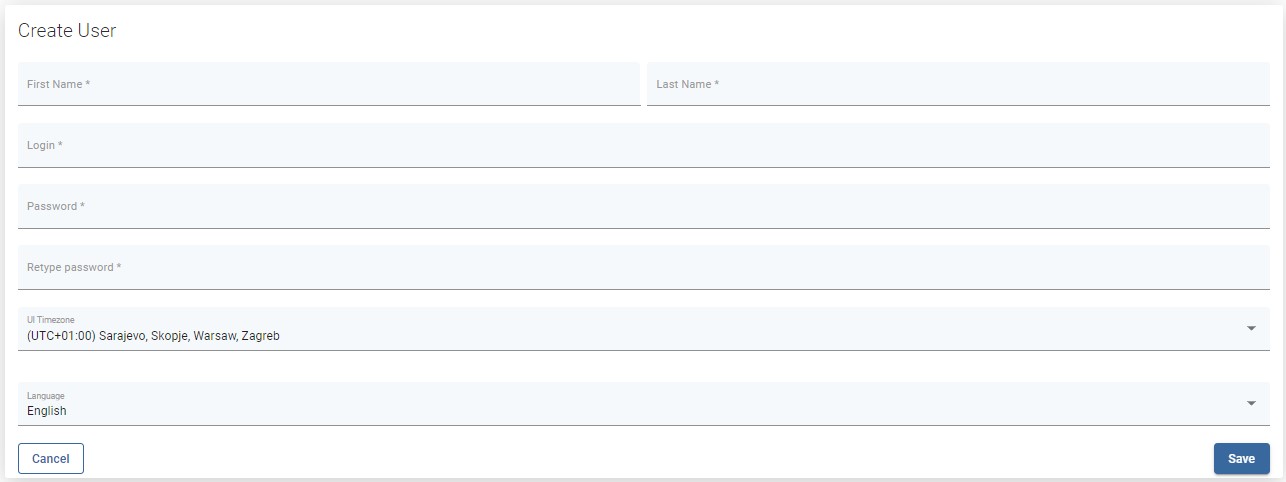 Create User
First Name *
Last Name *
Login *
Password *
Retype password *
UI Timezone
(UTC+01:00) Sarajevo, Skopje, Warsaw, Zagreb
Language
English
Cancel
Save